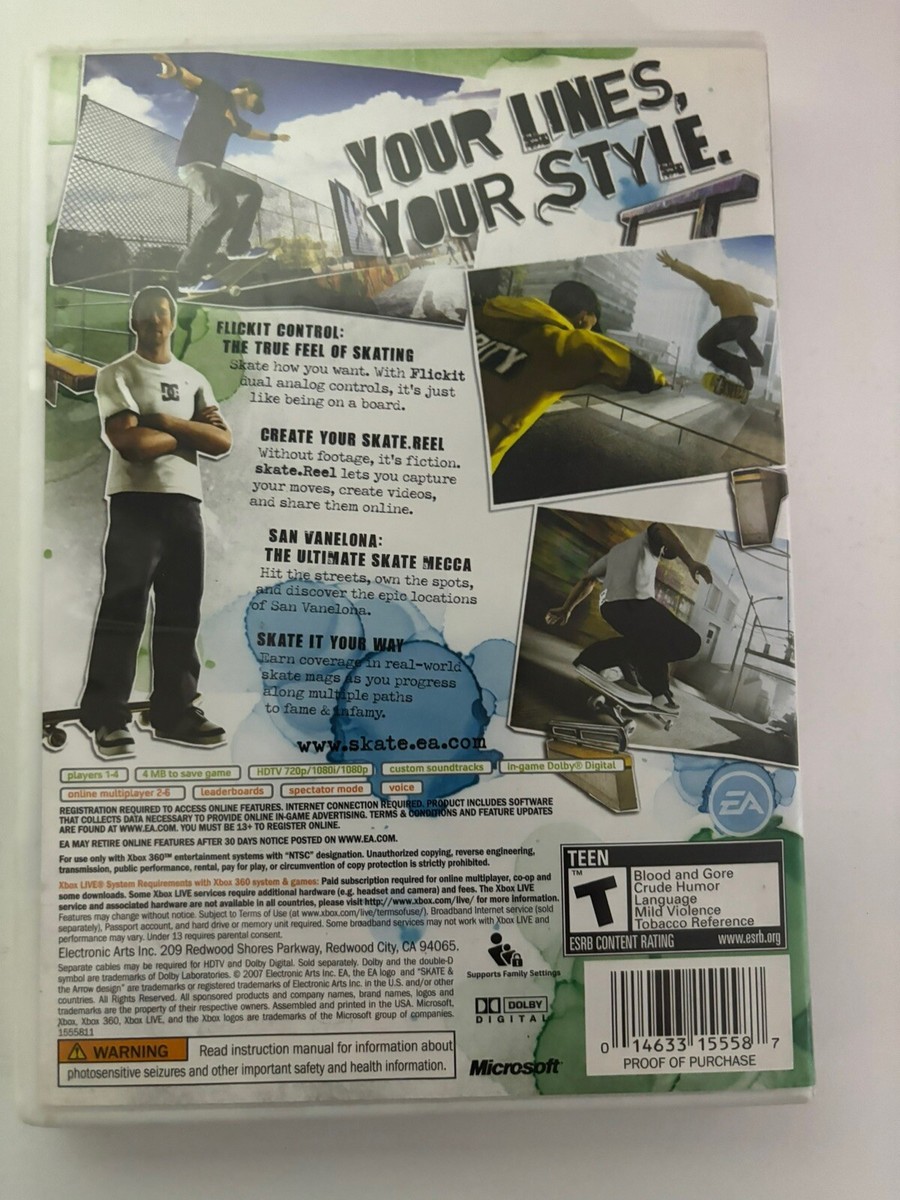 YOUR LINES,
YOUR STYLE.
FLICKIT CONTROL:
THE TRUE FEEL OF SKATING
Skate how you want. With Flickit
dual analog controls, it's just
like being on a board.
DC
CREATE YOUR SKATE.REEL
Without footage, it's fiction.
skate.Reel lets you capture
your moves, create videos,
and share them online.
SAN VANELONA:
THE ULTIMATE SKATE MECCA
Hit the streets, own the spots,
and discover the epic locations
of San Vanelona.
SKATE IT YOUR WAY
Earn coverage in real-world
skate mags as you progress
along multiple paths
to fame & infamy.
www.skate.ea.com
players 1-4 4 MB to save game HDTV 720p/1080i/1080p custom soundtracks in-game Dolby® Digital
online multiplayer 2-6 leaderboards spectator mode voice
EA
REGISTRATION REQUIRED TO ACCESS ONLINE FEATURES. INTERNET CONNECTION REQUIRED. PRODUCT INCLUDES SOFTWARE
THAT COLLECTS DATA NECESSARY TO PROVIDE ONLINE IN-GAME ADVERTISING. TERMS & CONDITIONS AND FEATURE UPDATES
ARE FOUND AT WWW.EA.COM. YOU MUST BE 13+ TO REGISTER ONLINE.
EA MAY RETIRE ONLINE FEATURES AFTER 30 DAYS NOTICE POSTED ON WWW.EA.COM.
For use only with Xbox 360™ entertainment systems with "NTSC" designation. Unauthorized copying, reverse engineering,
transmission, public performance, rental, pay for play, or circumvention of copy protection is strictly prohibited.
Xbox LIVE® System Requirements with Xbox 360 system & games: Paid subscription required for online multiplayer, co-op and
some downloads. Some Xbox LIVE services require additional hardware (e.g. headset and camera) and fees. The Xbox LIVE
service and associated hardware are not available in all countries, please visit http://www.xbox.com/live/ for more information.
Features may change without notice. Subject to Terms of Use (at www.xbox.com/live/termsofuse/). Broadband Internet service (sold
separately), Passport account, and hard drive or memory unit required. Some broadband services may not work with Xbox LIVE and
performance may vary. Under 13 requires parental consent.
Electronic Arts Inc. 209 Redwood Shores Parkway, Redwood City, CA 94065.
Separate cables may be required for HDTV and Dolby Digital. Sold separately. Dolby and the double-D
symbol are trademarks of Dolby Laboratories. © 2007 Electronic Arts Inc. EA, the EA logo and "SKATE &
the Arrow design" are trademarks or registered trademarks of Electronic Arts Inc. in the U.S. and/or other
countries. All Rights Reserved. All sponsored products and company names, brand names, logos and
trademarks are the property of their respective owners. Assembled and printed in the USA. Microsoft,
Xbox, Xbox 360, Xbox LIVE, and the Xbox logos are trademarks of the Microsoft group of companies.
1555811
WARNING Read instruction manual for information about
photosensitive seizures and other important safety and health information.
Supports Family Settings
DOLBY
DIGITAL
Microsoft
TEEN
T™
Blood and Gore
Crude Humor
Language
Mild Violence
Tobacco Reference
ESRB CONTENT RATING www.esrb.org
0 14633 15558 7
PROOF OF PURCHASE